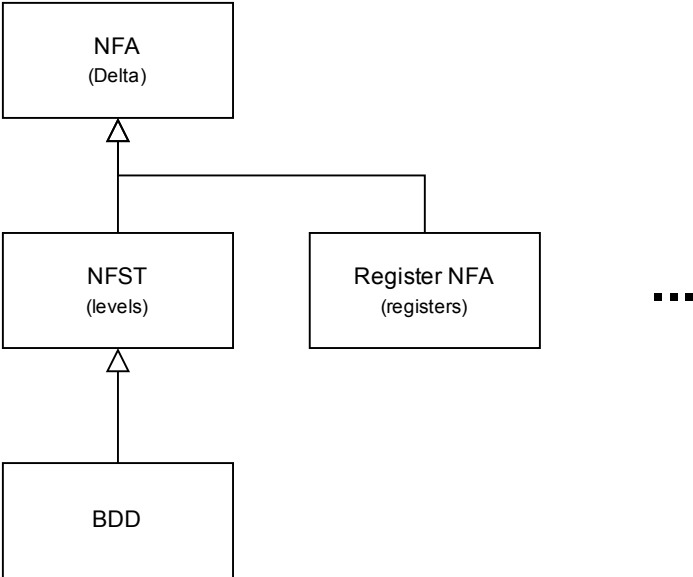 NFA
(Delta)
NFST
(levels)
Register NFA
(registers)
...
BDD